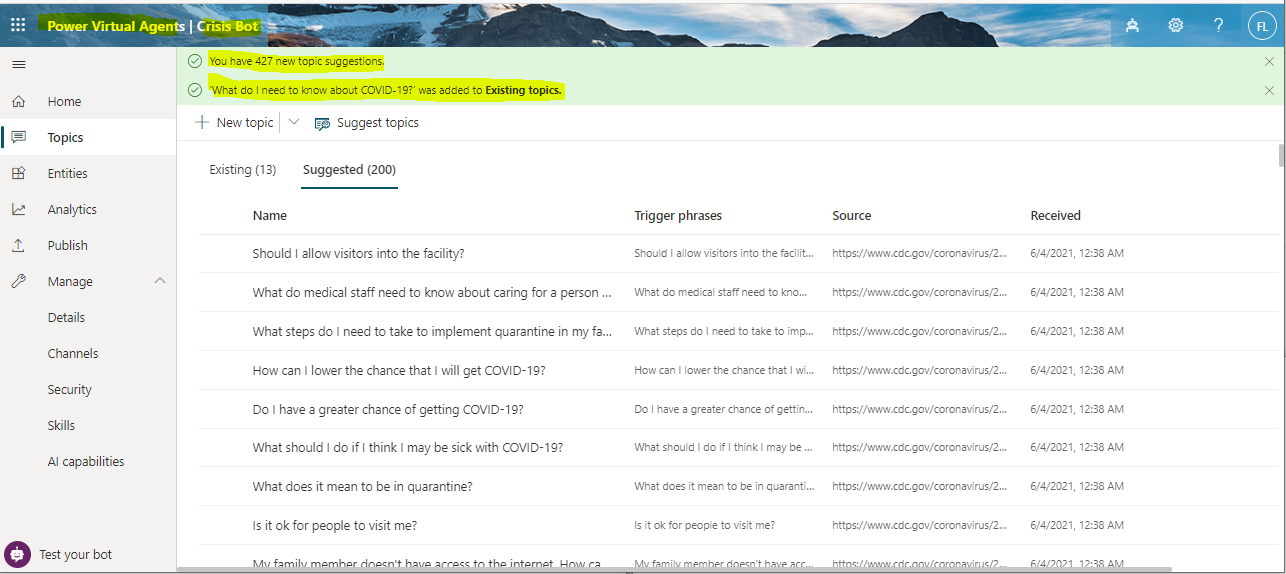 Power Virtual Agents | Crisis Bot
?
FL
You have 427 new topic suggestions.
'What do I need to know about COVID-19?' was added to Existing topics.
Home
Topics
Entities
Analytics
Publish
Manage
Details
Channels
Security
Skills
AI capabilities
Test your bot
New topic
Suggest topics
Existing (13) Suggested (200)
Name Trigger phrases Source Received
Should I allow visitors into the facility? Should I allow visitors into the facilit... https://www.cdc.gov/coronavirus/2... 6/4/2021, 12:38 AM
What do medical staff need to know about caring for a person ... What do medical staff need to kno... https://www.cdc.gov/coronavirus/2... 6/4/2021, 12:38 AM
What steps do I need to take to implement quarantine in my fa... What steps do I need to take to imp... https://www.cdc.gov/coronavirus/2... 6/4/2021, 12:38 AM
How can I lower the chance that I will get COVID-19? How can I lower the chance that I wi... https://www.cdc.gov/coronavirus/2... 6/4/2021, 12:38 AM
Do I have a greater chance of getting COVID-19? Do I have a greater chance of gettin... https://www.cdc.gov/coronavirus/2... 6/4/2021, 12:38 AM
What should I do if I think I may be sick with COVID-19? What should I do if I think I may be ... https://www.cdc.gov/coronavirus/2... 6/4/2021, 12:38 AM
What does it mean to be in quarantine? What does it mean to be in quaranti... https://www.cdc.gov/coronavirus/2... 6/4/2021, 12:38 AM
Is it ok for people to visit me? Is it ok for people to visit me? https://www.cdc.gov/coronavirus/2... 6/4/2021, 12:38 AM
My family member doesn't have access to the internet. How ca... My family member doesn't have acc... https://www.cdc.gov/coronavirus/2... 6/4/2021, 12:38 AM